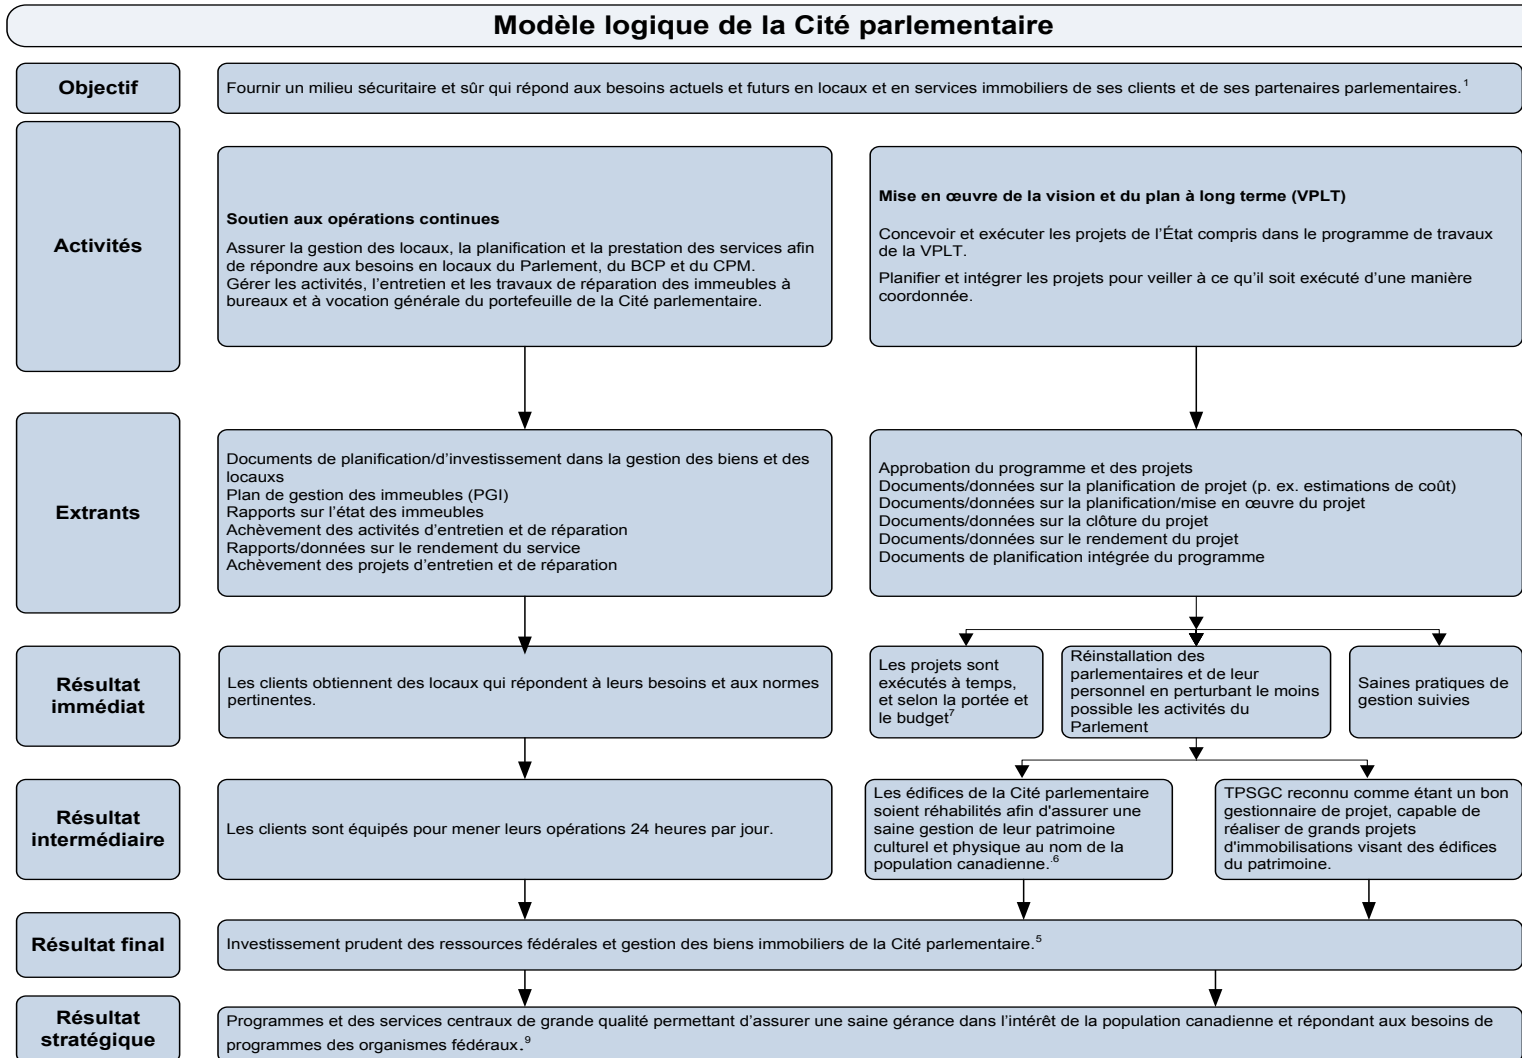 Modèle logique de la Cité parlementaire
Objectif
Fournir un milieu sécuritaire et sûr qui répond aux besoins actuels et futurs en locaux et en services immobiliers de ses clients et de ses partenaires parlementaires.1
Activités
Soutien aux opérations continues
Assurer la gestion des locaux, la planification et la prestation des services afin
de répondre aux besoins en locaux du Parlement, du BCP et du CPM.
Gérer les activités, l'entretien et les travaux de réparation des immeubles à
bureaux et à vocation générale du portefeuille de la Cité parlementaire.
Mise en œuvre de la vision et du plan à long terme (VPLT)
Concevoir et exécuter les projets de l'État compris dans le programme de travaux
de la VPLT.
Planifier et intégrer les projets pour veiller à ce qu'il soit exécuté d'une manière
coordonnée.
Extrants
Documents de planification/d'investissement dans la gestion des biens et des
locauxs
Plan de gestion des immeubles (PGI)
Rapports sur l'état des immeubles
Achèvement des activités d'entretien et de réparation
Rapports/données sur le rendement du service
Achèvement des projets d'entretien et de réparation
Approbation du programme et des projets
Documents/données sur la planification de projet (p. ex. estimations de coût)
Documents/données sur la planification/mise en œuvre du projet
Documents/données sur la clôture du projet
Documents/données sur le rendement du projet
Documents de planification intégrée du programme
Résultat
immédiat
Les clients obtiennent des locaux qui répondent à leurs besoins et aux normes
pertinentes.
Les projets sont
exécutés à temps,
et selon la portée et
le budget7
Réinstallation des
parlementaires et de leur
personnel en perturbant le moins
possible les activités du
Parlement
Saines pratiques de
gestion suivies
Résultat
intermédiaire
Les clients sont équipés pour mener leurs opérations 24 heures par jour.
Les édifices de la Cité parlementaire
soient réhabilités afin d'assurer une
saine gestion de leur patrimoine
culturel et physique au nom de la
population canadienne.6
TPSGC reconnu comme étant un bon
gestionnaire de projet, capable de
réaliser de grands projets
d'immobilisations visant des édifices
du patrimoine.
Résultat final
Investissement prudent des ressources fédérales et gestion des biens immobiliers de la Cité parlementaire.5
Résultat
stratégique
Programmes et des services centraux de grande qualité permettant d'assurer une saine gérance dans l'intérêt de la population canadienne et répondant aux besoins de
programmes des organismes fédéraux.9